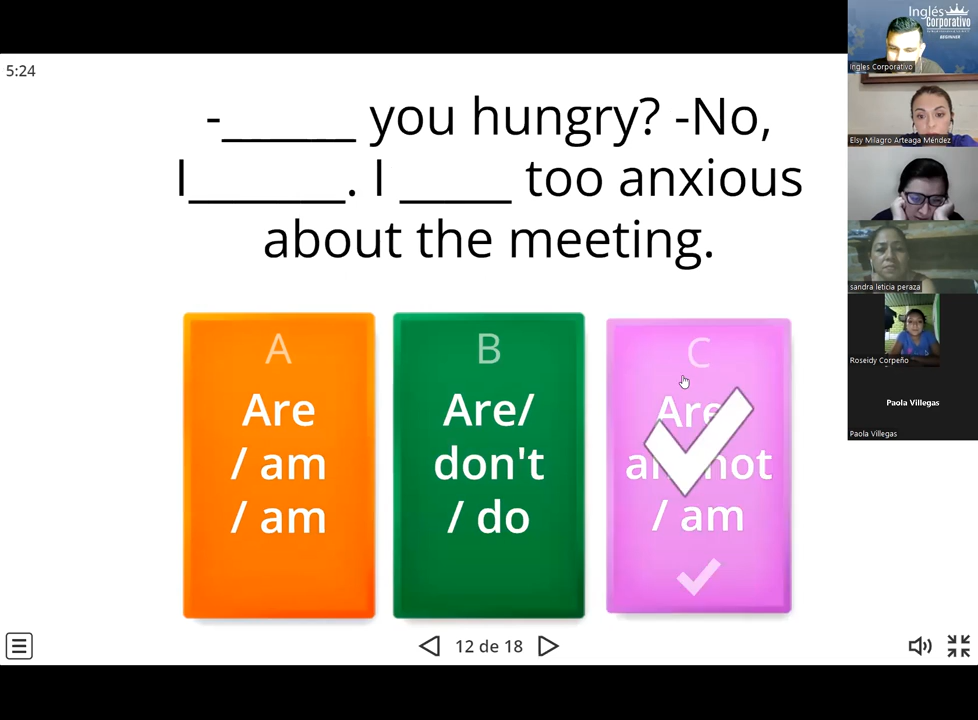 5:24
-______ you hungry? -No,
I_______. I _____ too anxious
about the meeting.
A
Are
/ am
/ am
B
Are/
don't
/ do
C
Are
not
/ am
12 de 18
Inglés
Corporativo
BEGINNER
Ingles Corporativo
Elsy Milagro Arteaga Méndez
sandra leticia peraza
Roseidy Corpeño
Paola Villegas
Paola Villegas